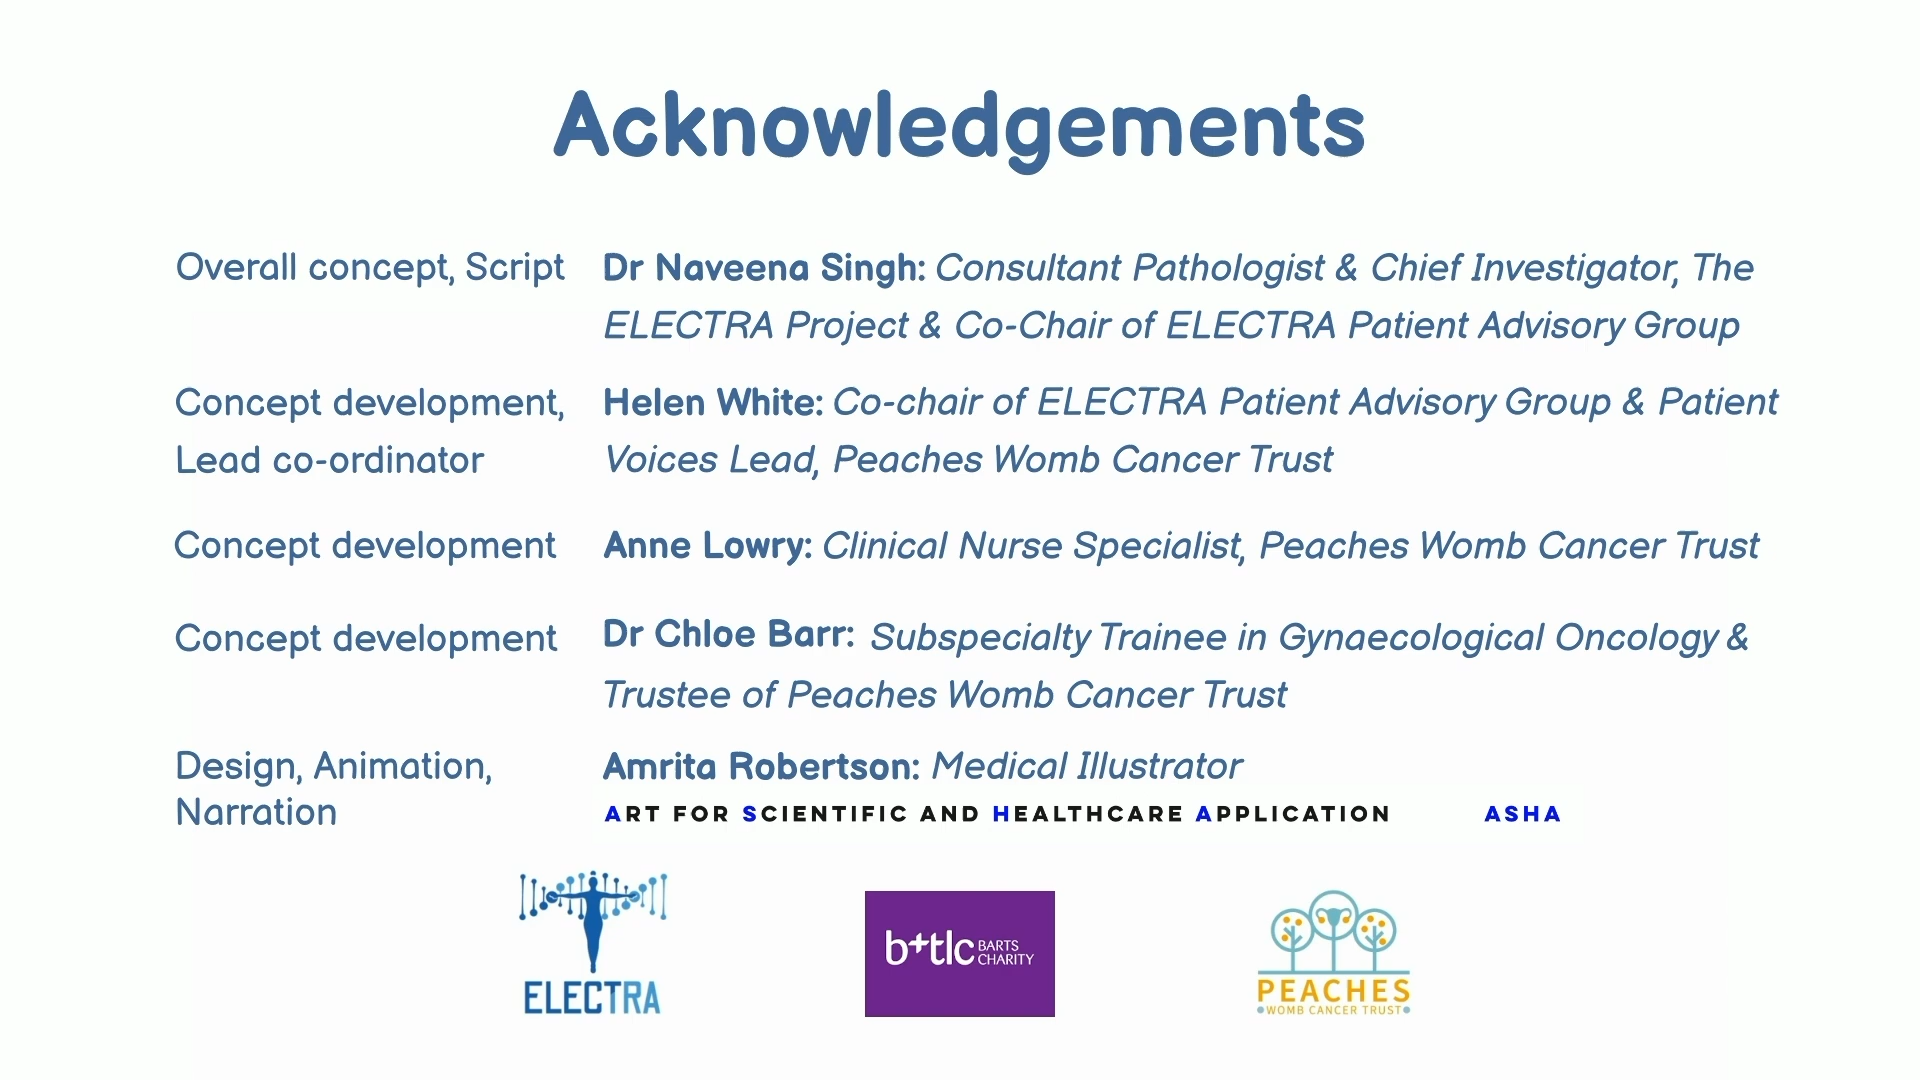 Acknowledgements
Overall concept, Script Dr Naveena Singh: Consultant Pathologist & Chief Investigator, The
ELECTRA Project & Co-Chair of ELECTRA Patient Advisory Group
Concept development, Helen White: Co-chair of ELECTRA Patient Advisory Group & Patient
Lead co-ordinator Voices Lead, Peaches Womb Cancer Trust
Concept development Anne Lowry: Clinical Nurse Specialist, Peaches Womb Cancer Trust
Concept development Dr Chloe Barr: Subspecialty Trainee in Gynaecological Oncology &
Trustee of Peaches Womb Cancer Trust
Design, Animation, Amrita Robertson: Medical Illustrator
Narration ART FOR SCIENTIFIC AND HEALTHCARE APPLICATION ASHA
ELECTRA
b+tlc BARTS
CHARITY
PEACHES
•WOMB CANCER TRUST•